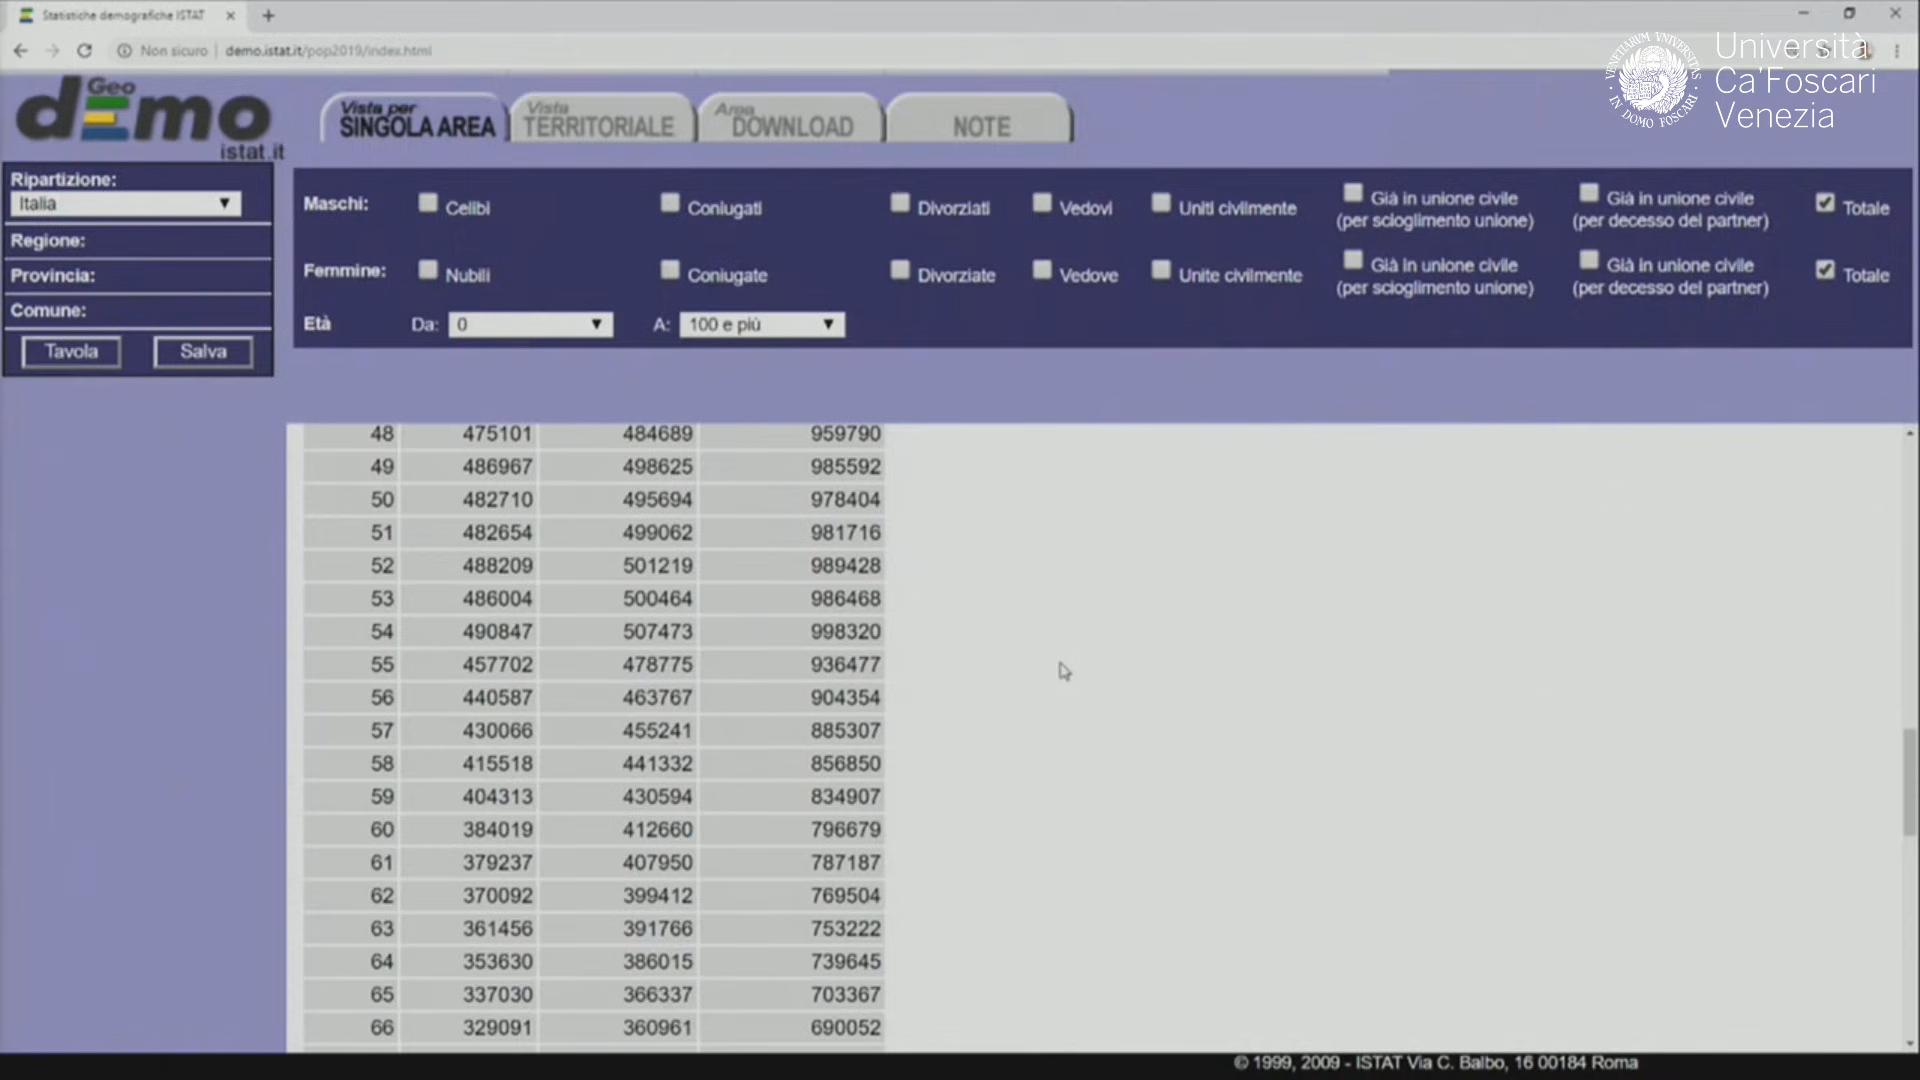 Statistiche demografiche ISTAT
Non sicuro | demo.istat.it/pop2019/index.html
Università
Ca'Foscari
Venezia
Geo
demo
istat.it
Vista per
SINGOLA AREA
Vista
TERRITORIALE
Area
DOWNLOAD
NOTE
Ripartizione:
Italia
Regione:
Provincia:
Comune:
Tavola Salva
Maschi: Celibi Coniugati Divorziati Vedovi Uniti civilmente Già in unione civile (per scioglimento unione) Già in unione civile (per decesso del partner) Totale
Femmine: Nubili Coniugate Divorziate Vedove Unite civilmente Già in unione civile (per scioglimento unione) Già in unione civile (per decesso del partner) Totale
Età Da: 0 A: 100 e più
48 475101 484689 959790
49 486967 498625 985592
50 482710 495694 978404
51 482654 499062 981716
52 488209 501219 989428
53 486004 500464 986468
54 490847 507473 998320
55 457702 478775 936477
56 440587 463767 904354
57 430066 455241 885307
58 415518 441332 856850
59 404313 430594 834907
60 384019 412660 796679
61 379237 407950 787187
62 370092 399412 769504
63 361456 391766 753222
64 353630 386015 739645
65 337030 366337 703367
66 329091 360961 690052
© 1999, 2009 - ISTAT Via C. Balbo, 16 00184 Roma